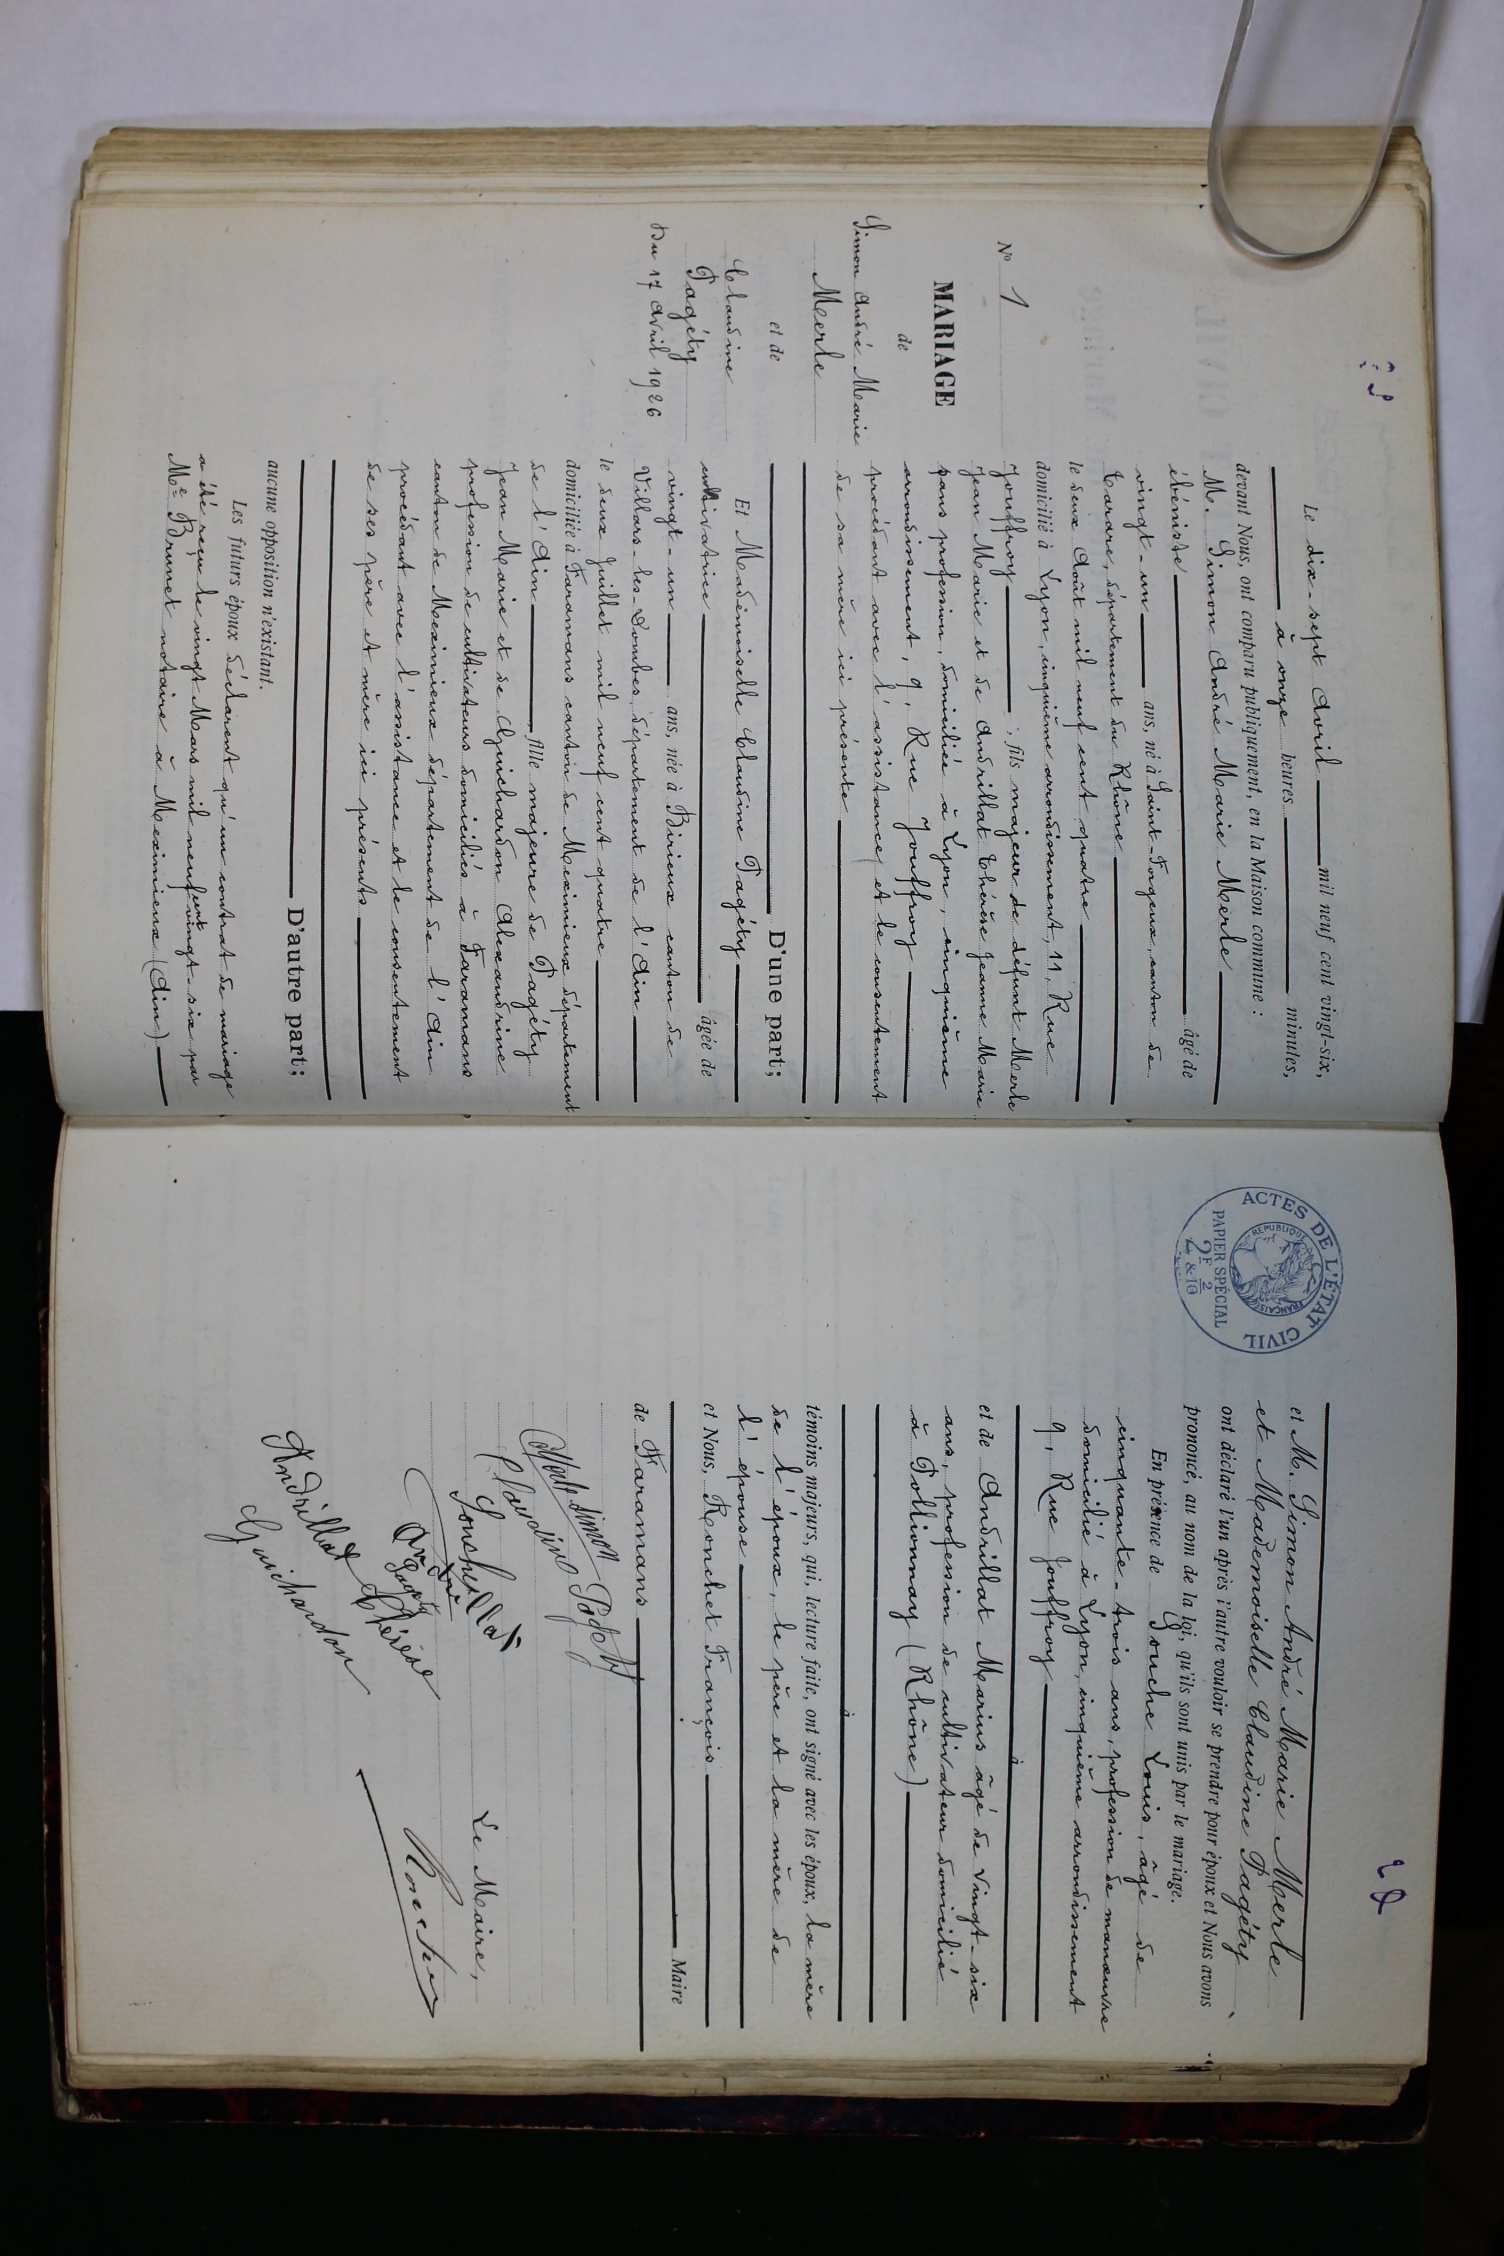 Nº 1
MARIAGE
de
Simon André Marie
Merle
et de
Claudine
Pagéty
Du 17 Avril 1926
Le dix-sept Avril mil neuf cent vingt-six,
à onze heures minutes,
devant Nous, ont comparu publiquement, en la Maison commune :
M. Simon André Marie Merle
ébéniste âgé de
vingt-un ans, né à Saint-Forgeux, canton de
Tarare, département du Rhône
le deux Août mil neuf cent quatre
domicilié à Lyon, cinquième arrondissement, 11, Rue
Jouffroy ; fils majeur de défunt Merle
Jean Marie et de Andrillat Thérèse Jeanne Marie
sans profession, domiciliée à Lyon, cinquième
arrondissement, 9, Rue Jouffroy
procédant avec l'assistance et le consentement
de sa mère ici présente
D'une part;
Et Mademoiselle Claudine Pagéty
cultivatrice âgée de
vingt-un ans, née à Birieux canton de
Villars-les-Dombes, département de l'Ain
le deux Juillet mil neuf cent quatre
domiciliée à Faramans canton de Meximieux département
de l'Ain fille majeure de Pagéty
Jean Marie et de Guichardon Alexandrine
profession de cultivateurs domiciliés à Faramans
canton de Meximieux département de l'Ain
procédant avec l'assistance et le consentement
de ses père et mère ici présents
D'autre part;
aucune opposition n'existant.
Les futurs époux déclarent qu'un contrat de mariage
a été reçu le vingt Mars mil neuf cent vingt-six par
Me Brunet notaire à Meximieux (Ain)
ACTES DE L'ÉTAT CIVIL
RÉPUBLIQUE FRANÇAISE
PAPIER SPÉCIAL
2F 2
& 10
et M. Simon André Marie Merle
et Mademoiselle Claudine Pagéty
ont déclaré l'un après l'autre vouloir se prendre pour époux et Nous avons
prononcé, au nom de la loi, qu'ils sont unis par le mariage.
En présence de Souche Louis, âgé de
cinquante-trois ans, profession de manœuvre
domicilié à Lyon, cinquième arrondissement
9, Rue Jouffroy à
et de Andrillat Marius âgé de vingt-six
ans, profession de cultivateur domicilié
à Pollionnay (Rhône)
à
témoins majeurs, qui, lecture faite, ont signé avec les époux, la mère
de l'époux, le père et la mère de
l'épouse
et Nous, Ronchet François
Maire
de Faramans
Merle Simon
Claudine Pagéty
Le Maire,
Pagéty
Andrillat Thérèse
Guichardon